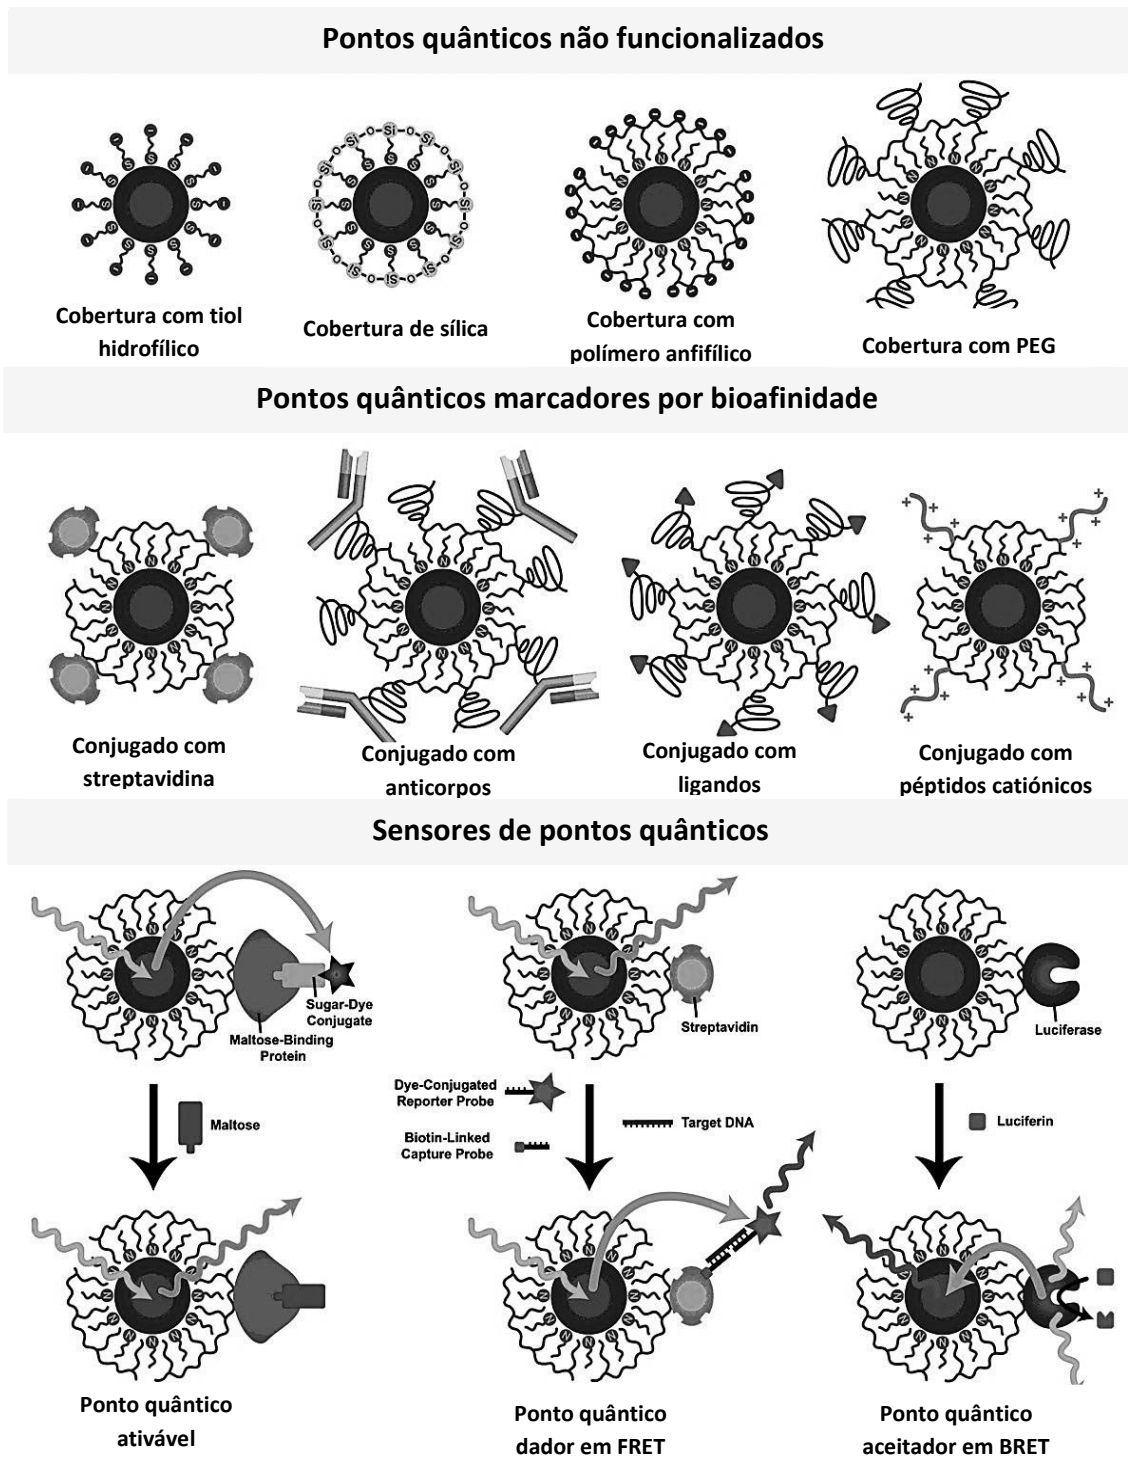 Pontos quânticos não funcionalizados
Cobertura com tiol
hidrofílico
Cobertura de sílica
Cobertura com
polímero anfifílico
Cobertura com PEG
Pontos quânticos marcadores por bioafinidade
Conjugado com
streptavidina
Conjugado com
anticorpos
Conjugado com
ligandos
Conjugado com
péptidos catiónicos
Sensores de pontos quânticos
Sugar-Dye
Conjugate
Maltose-Binding
Protein
Streptavidin
Luciferase
Maltose
Dye-Conjugated
Reporter Probe
Biotin-Linked
Capture Probe
Target DNA
Luciferin
Ponto quântico
ativável
Ponto quântico
dador em FRET
Ponto quântico
aceitador em BRET